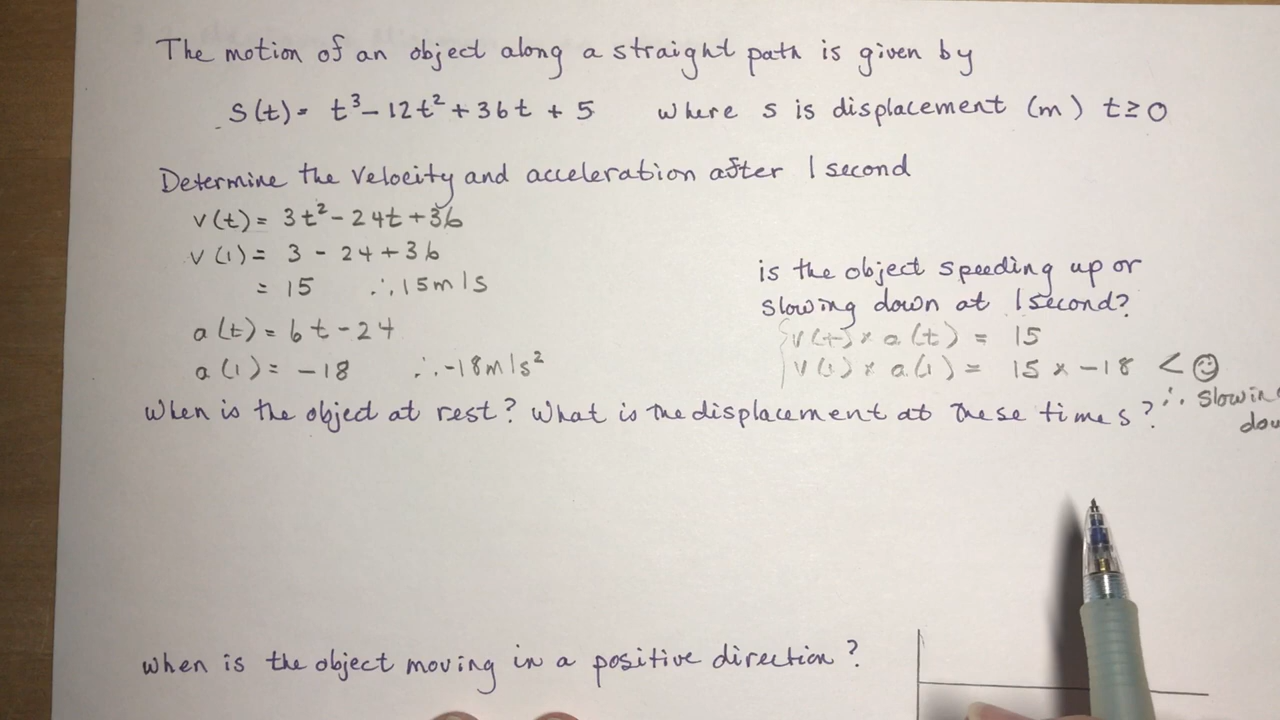 The motion of an object along a straight path is given by
s(t) = t³ - 12t² + 36t + 5 where s is displacement (m) t ≥ 0
Determine the velocity and acceleration after 1 second
v(t) = 3t² - 24t + 36
v(1) = 3 - 24 + 36
= 15 ∴ 15 m/s
a(t) = 6t - 24
a(1) = -18 ∴ -18 m/s²
is the object speeding up or
slowing down at 1 second?
v(t) x a(t) = 15
v(1) x a(1) = 15 x -18 < ☺
∴ slowin
dow
When is the object at rest? What is the displacement at these times?
when is the object moving in a positive direction?